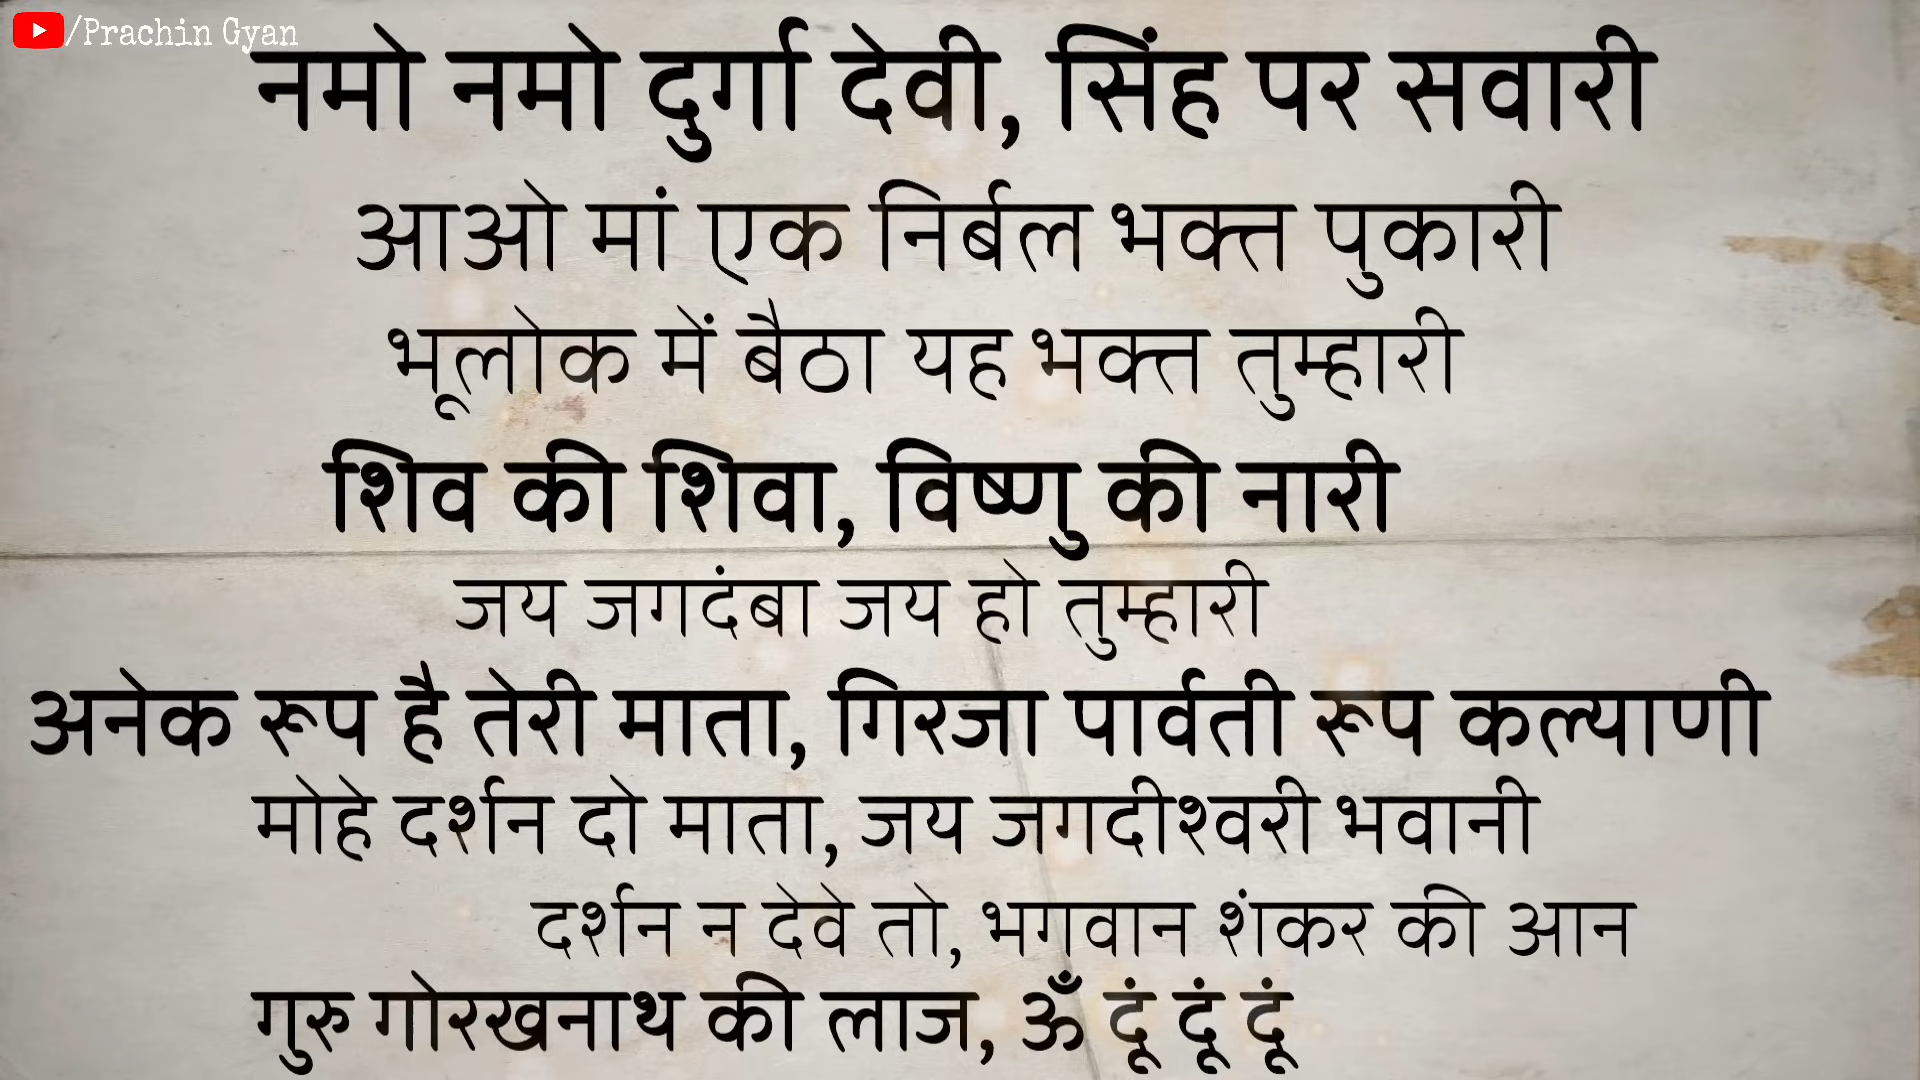 /Prachin Gyan
नमो नमो दुर्गा देवी, सिंह पर सवारी
आओ मां एक निर्बल भक्त पुकारी
भूलोक में बैठा यह भक्त तुम्हारी
शिव की शिवा, विष्णु की नारी
जय जगदंबा जय हो तुम्हारी
अनेक रूप है तेरी माता, गिरजा पार्वती रूप कल्याणी
मोहे दर्शन दो माता, जय जगदीश्वरी भवानी
दर्शन न देवे तो, भगवान शंकर की आन
गुरु गोरखनाथ की लाज, ॐ दूं दूं दूं